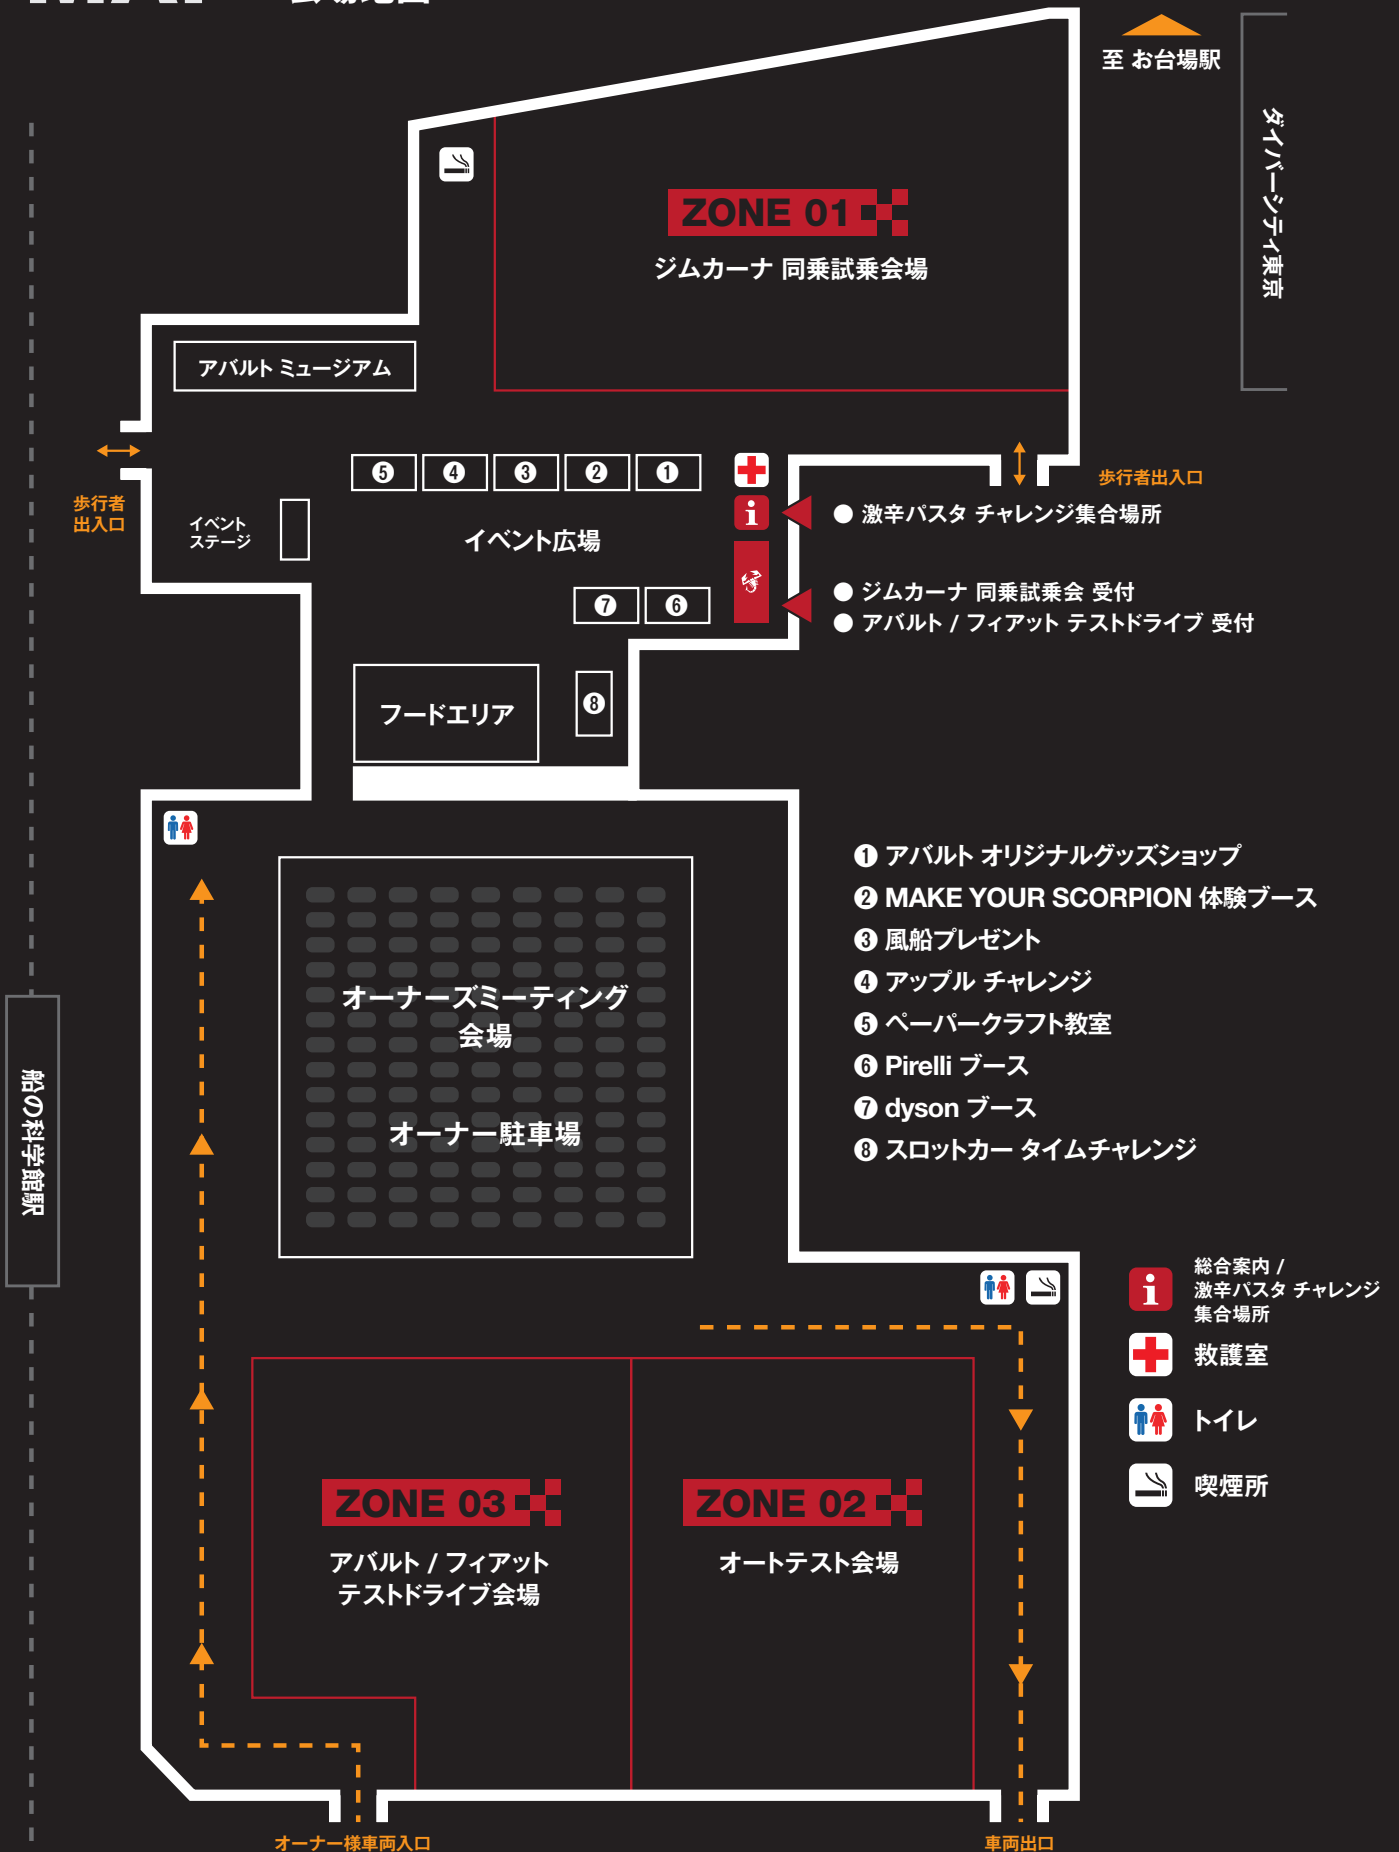 至 お台場駅
ダイバーシティ東京
ZONE 01
ジムカーナ 同乗試乗会場
アバルト ミュージアム
5 4 3 2 1
歩行者
出入口
歩行者出入口
i
激辛パスタ チャレンジ集合場所
イベント
ステージ
イベント広場
● ジムカーナ 同乗試乗会 受付
● アバルト / フィアット テストドライブ 受付
7 6
フードエリア
8
❶ アバルト オリジナルグッズショップ
❷ MAKE YOUR SCORPION 体験ブース
❸ 風船プレゼント
❹ アップル チャレンジ
❺ ペーパークラフト教室
❻ Pirelli ブース
❼ dyson ブース
❽ スロットカー タイムチャレンジ
オーナーズミーティング
会場
オーナー駐車場
船の科学館駅
i
総合案内 /
激辛パスタ チャレンジ
集合場所
救護室
トイレ
喫煙所
ZONE 03
アバルト / フィアット
テストドライブ会場
ZONE 02
オートテスト会場
オーナー様車両入口
車両出口